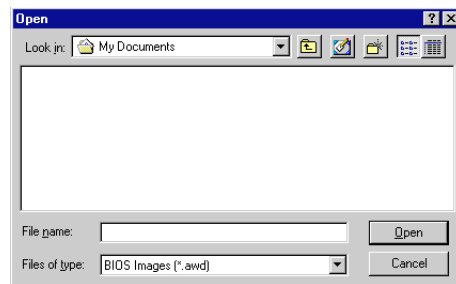 Open
Look in: My Documents
File name:
Open
Files of type: BIOS Images (*.awd)
Cancel